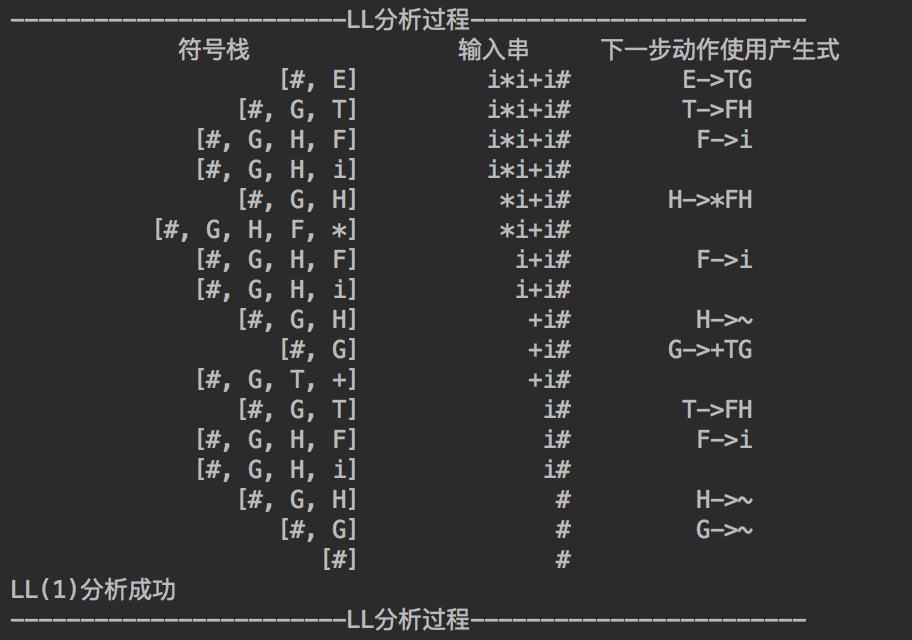 ————————————————————————LL分析过程————————————————————————
符号栈 输入串 下一步动作使用产生式
[#, E] i*i+i# E—>TG
[#, G, T] i*i+i# T—>FH
[#, G, H, F] i*i+i# F—>i
[#, G, H, i] i*i+i#
[#, G, H] *i+i# H—>*FH
[#, G, H, F, *] *i+i#
[#, G, H, F] i+i# F—>i
[#, G, H, i] i+i#
[#, G, H] +i# H—>~
[#, G] +i# G—>+TG
[#, G, T, +] +i#
[#, G, T] i# T—>FH
[#, G, H, F] i# F—>i
[#, G, H, i] i#
[#, G, H] # H—>~
[#, G] # G—>~
[#] #
LL(1)分析成功
————————————————————————LL分析过程————————————————————————